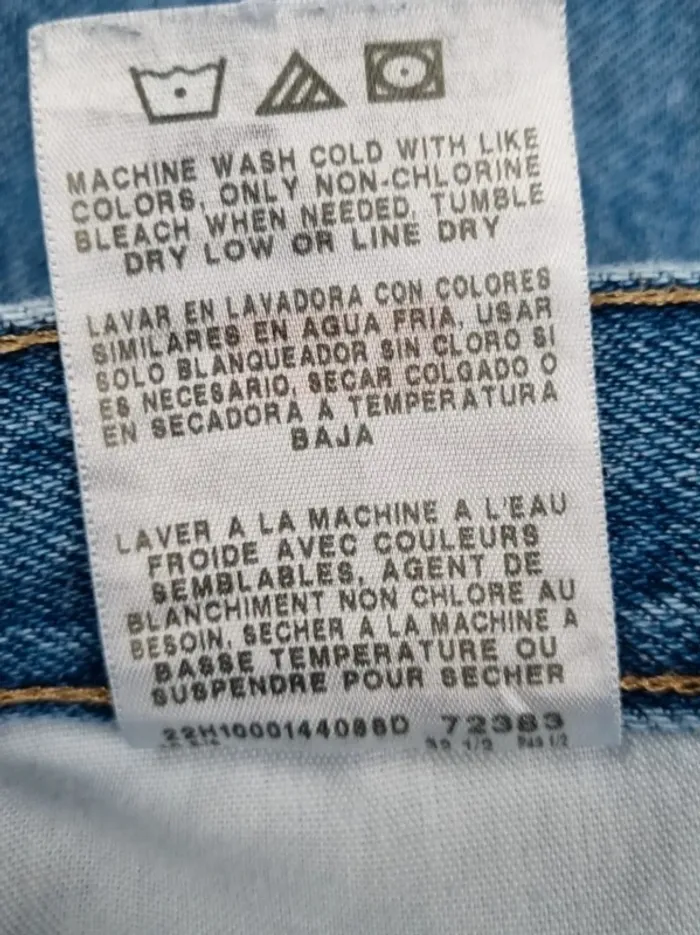 MACHINE WASH COLD WITH LIKE
COLORS, ONLY NON-CHLORINE
BLEACH WHEN NEEDED, TUMBLE
DRY LOW OR LINE DRY
LAVAR EN LAVADORA CON COLORES
SIMILARES EN AGUA FRIA, USAR
SOLO BLANQUEADOR SIN CLORO SI
ES NECESARIO, SECAR COLGADO O
EN SECADORA A TEMPERATURA
BAJA
LAVER A LA MACHINE A L'EAU
FROIDE AVEC COULEURS
SEMBLABLES, AGENT DE
BLANCHIMENT NON CHLORE AU
BESOIN, SECHER A LA MACHINE A
BASSE TEMPERATURE OU
SUSPENDRE POUR SECHER
72383
1/2